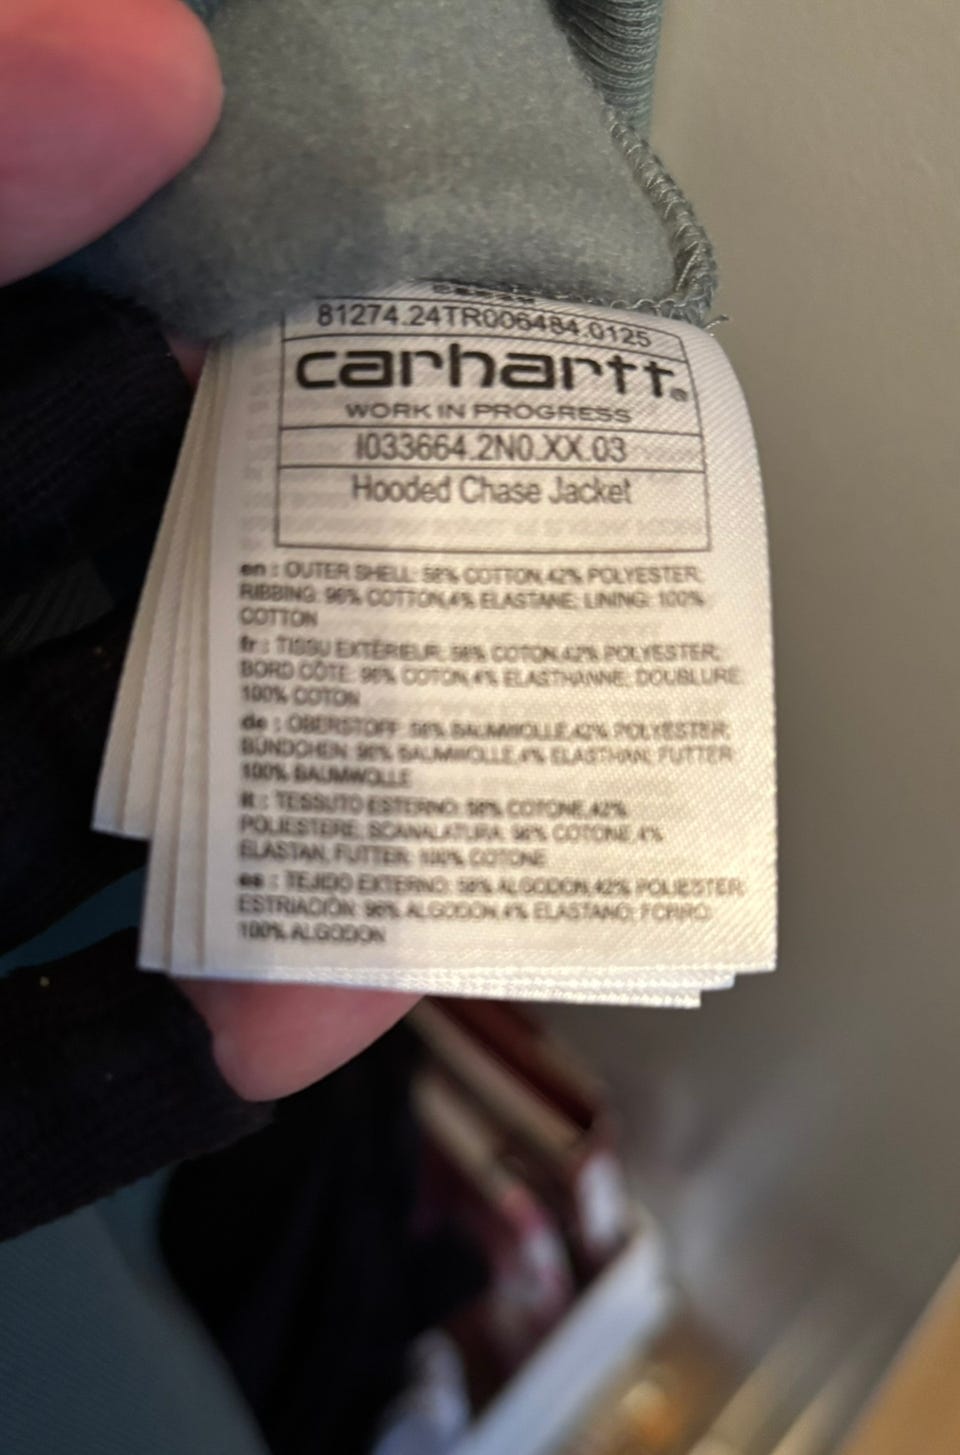 81274.24TR006484.0125
carhartt®
WORK IN PROGRESS
I033664.2N0.XX.03
Hooded Chase Jacket
en : OUTER SHELL: 58% COTTON,42% POLYESTER;
RIBBING: 96% COTTON,4% ELASTANE; LINING: 100%
COTTON
fr : TISSU EXTÉRIEUR: 58% COTON,42% POLYESTER;
BORD CÔTE: 96% COTON,4% ELASTHANNE; DOUBLURE:
100% COTON
de : OBERSTOFF: 58% BAUMWOLLE,42% POLYESTER;
BÜNDCHEN: 96% BAUMWOLLE,4% ELASTHAN; FUTTER:
100% BAUMWOLLE
it : TESSUTO ESTERNO: 58% COTONE,42%
POLIESTERE; SCANALATURA: 96% COTONE,4%
ELASTAN; FUTTER: 100% COTONE
es : TEJIDO EXTERNO: 58% ALGODON,42% POLIESTER;
ESTRIACIÓN: 96% ALGODON,4% ELASTANO; FORRO:
100% ALGODON